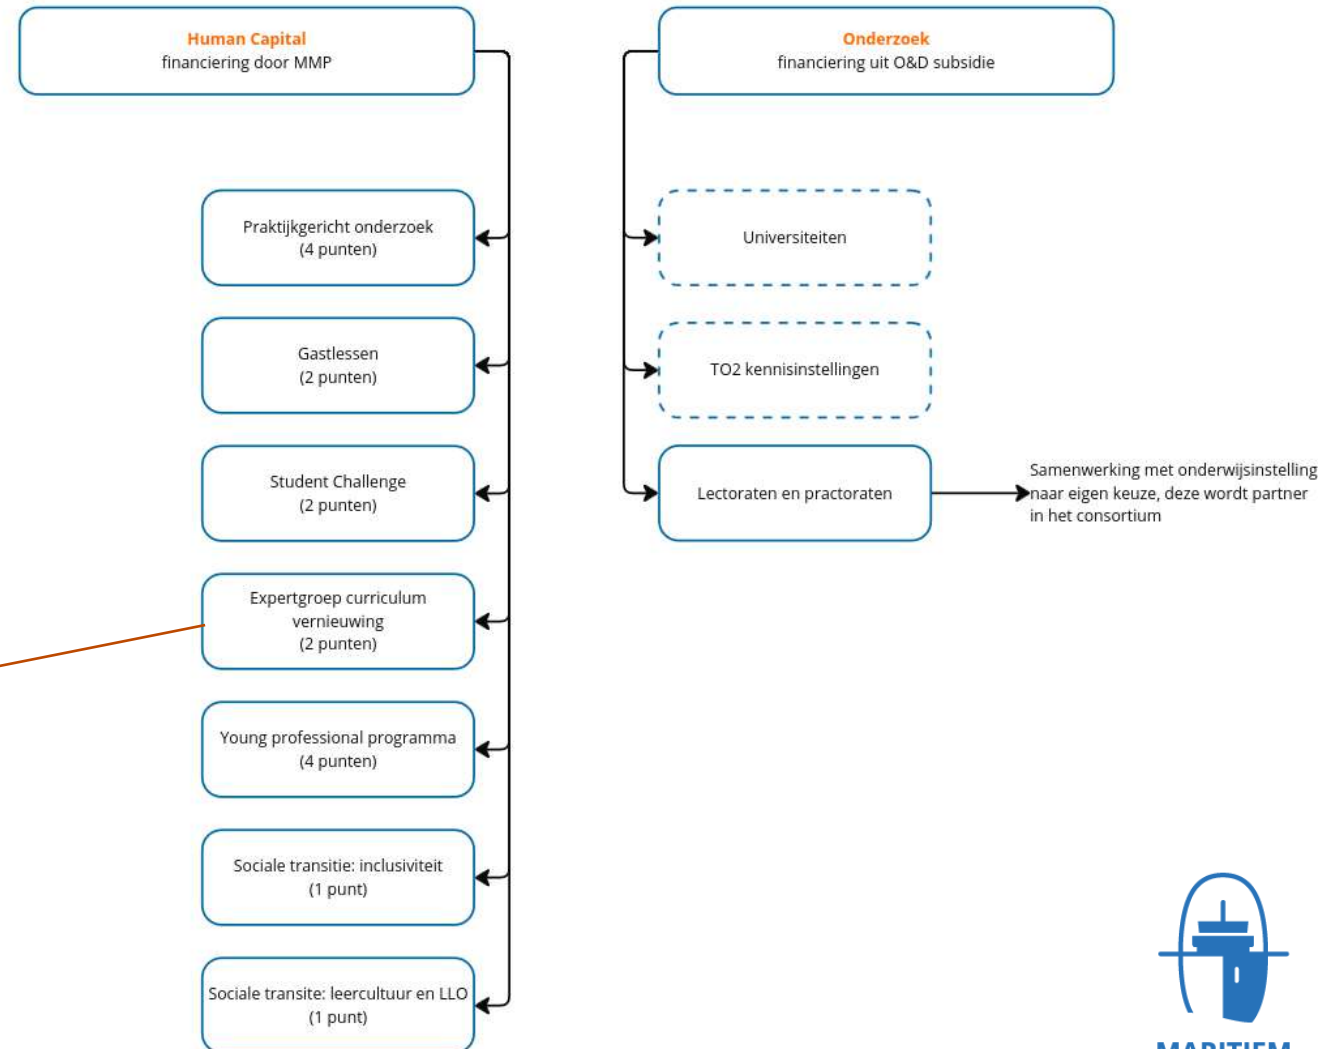 Human Capital
financiering door MMP
Praktijkgericht onderzoek
(4 punten)
Gastlessen
(2 punten)
Student Challenge
(2 punten)
Expertgroep curriculum
vernieuwing
(2 punten)
Young professional programma
(4 punten)
Sociale transitie: inclusiviteit
(1 punt)
Sociale transite: leercultuur en LLO
(1 punt)
Onderzoek
financiering uit O&D subsidie
Universiteiten
TO2 kennisinstellingen
Lectoraten en practoraten
Samenwerking met onderwijsinstelling
naar eigen keuze, deze wordt partner
in het consortium
MARITIEM